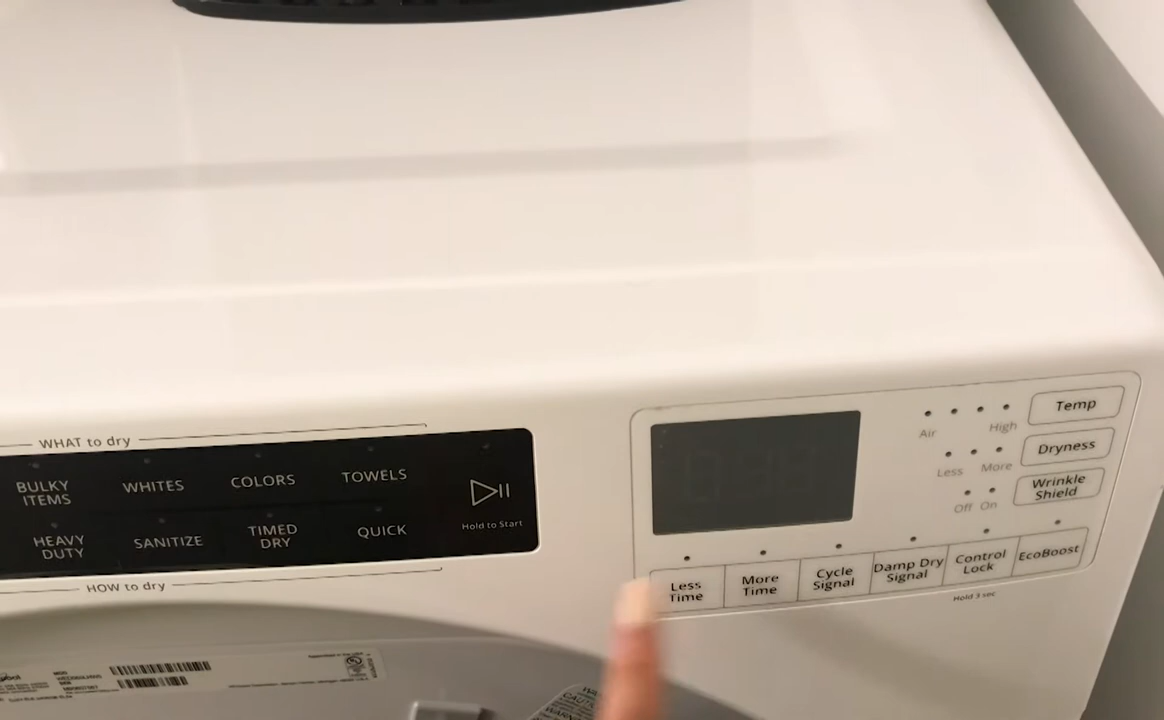 WHAT to dry
BULKY
ITEMS
WHITES
COLORS
TOWELS
HEAVY
DUTY
SANITIZE
TIMED
DRY
QUICK
Hold to Start
HOW to dry
Air
High
Temp
Less
More
Dryness
Off
On
Wrinkle
Shield
Less
Time
More
Time
Cycle
Signal
Damp Dry
Signal
Control
Lock
EcoBoost
Hold 3 sec